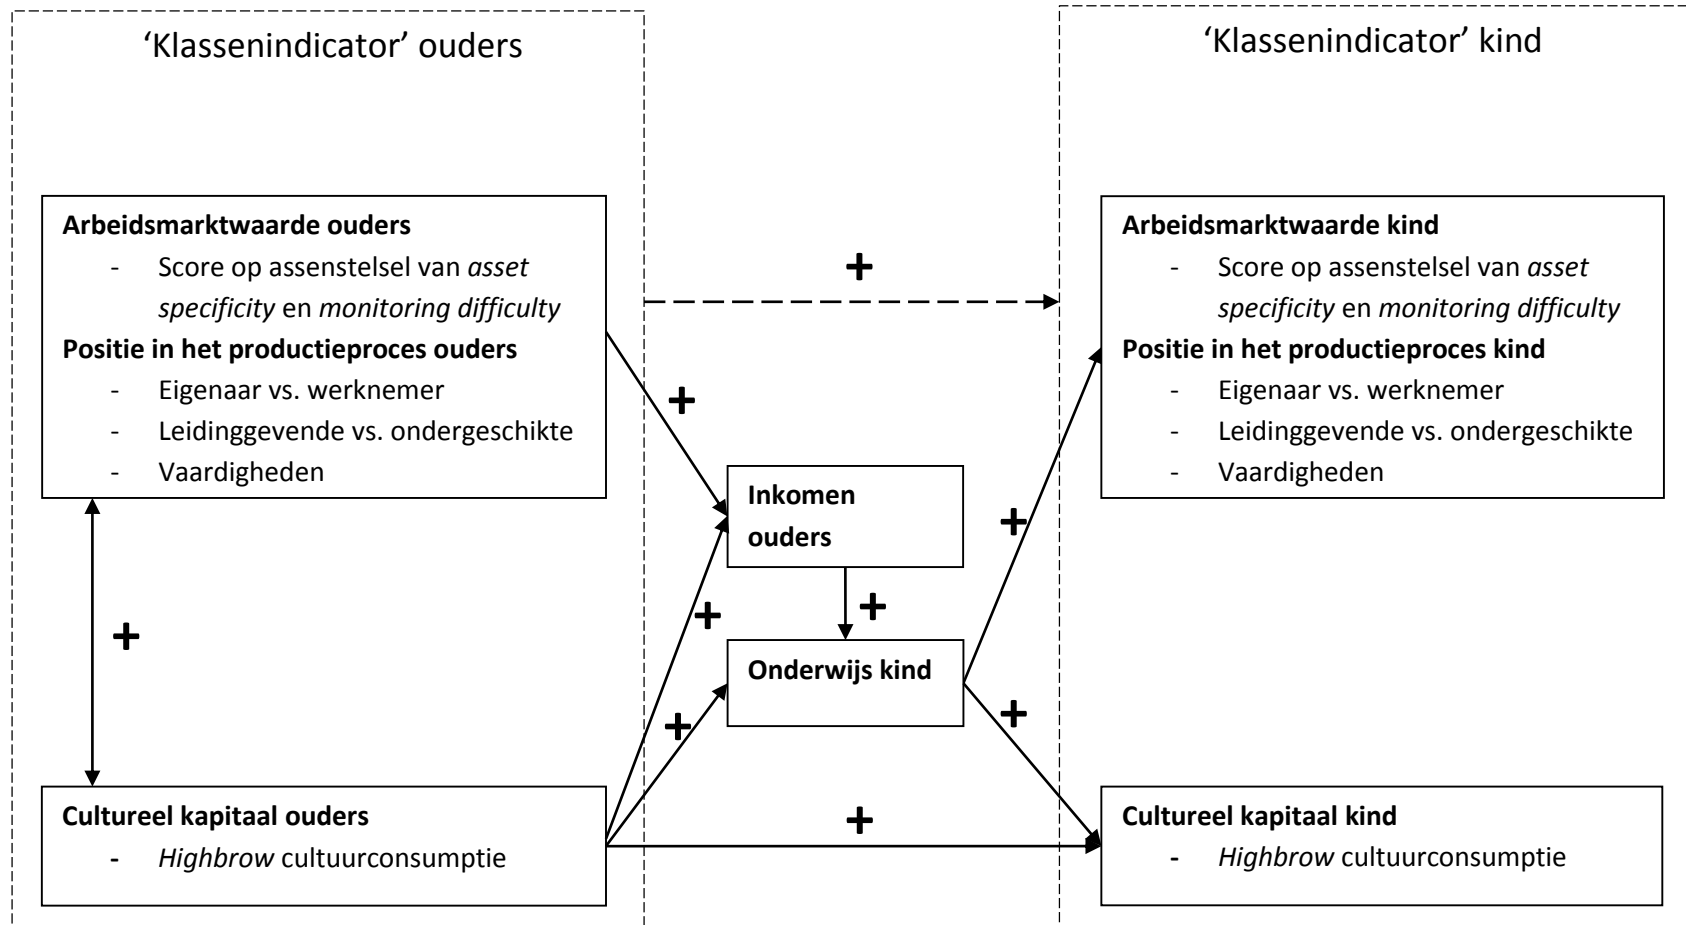 ‘Klassenindicator’ ouders
‘Klassenindicator’ kind
Arbeidsmarktwaarde ouders
- Score op assenstelsel van asset
specificity en monitoring difficulty
Positie in het productieproces ouders
- Eigenaar vs. werknemer
- Leidinggevende vs. ondergeschikte
- Vaardigheden
+
Arbeidsmarktwaarde kind
- Score op assenstelsel van asset
specificity en monitoring difficulty
Positie in het productieproces kind
- Eigenaar vs. werknemer
- Leidinggevende vs. ondergeschikte
- Vaardigheden
+
Inkomen
ouders
+
+
+
+
Onderwijs kind
+
+
+
Cultureel kapitaal ouders
- Highbrow cultuurconsumptie
Cultureel kapitaal kind
- Highbrow cultuurconsumptie